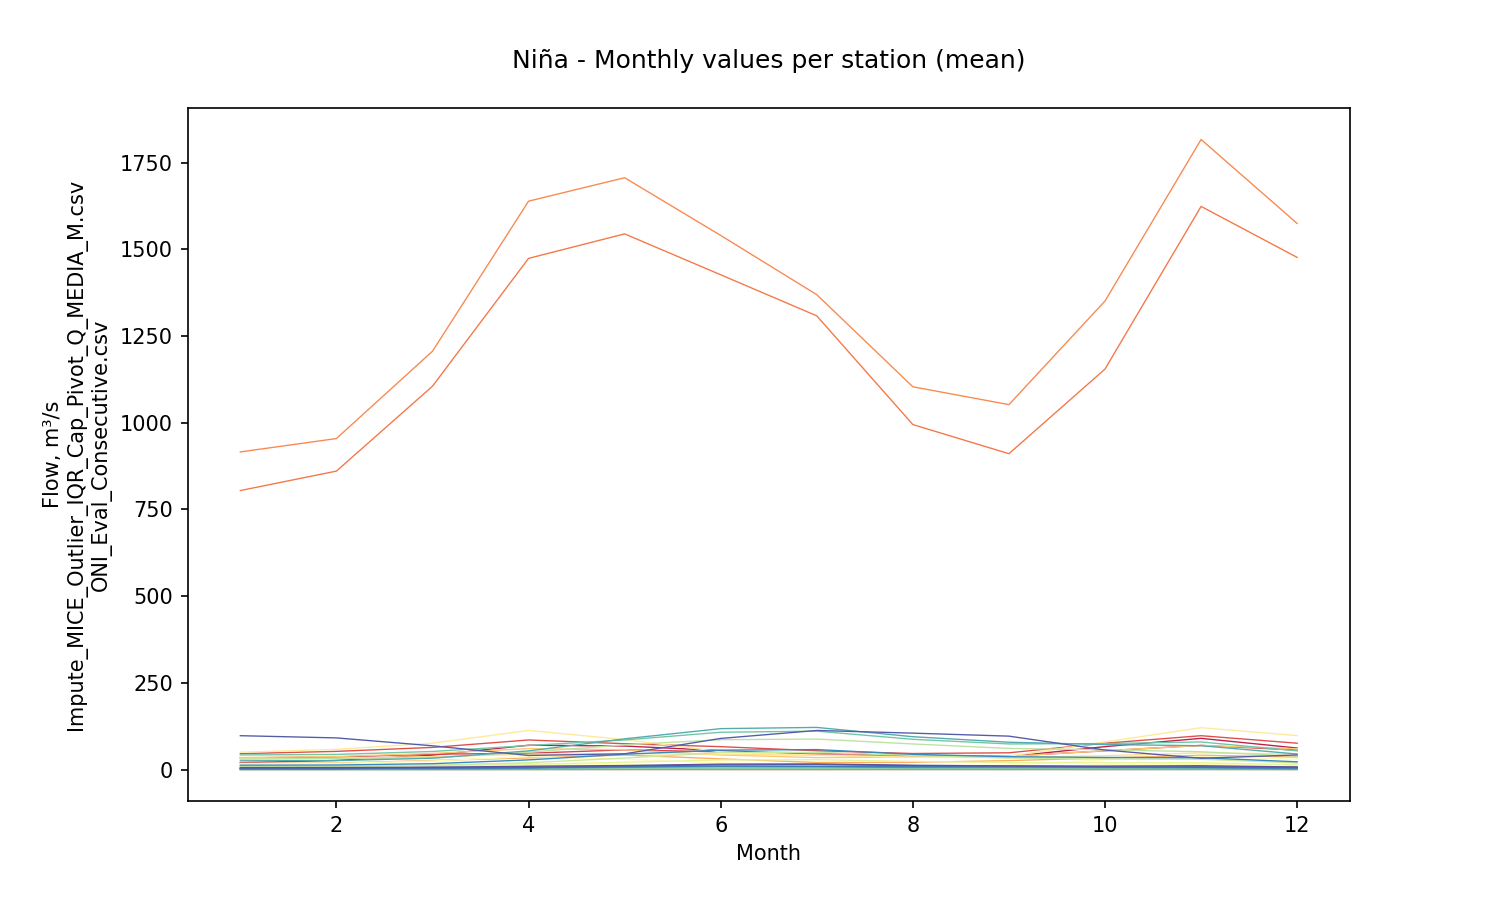 Niña - Monthly values per station (mean)
Flow, m³/s
Impute_MICE_Outlier_IQR_Cap_Pivot_Q_MEDIA_M.csv
ONI_Eval_Consecutive.csv
1750
1500
1250
1000
750
500
250
0
2 4 6 8 10 12
Month